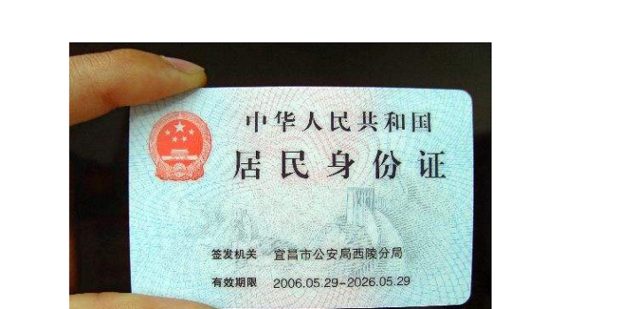 中华人民共和国
居民身份证
签发机关 宜昌市公安局西陵分局
有效期限 2006.05.29-2026.05.29